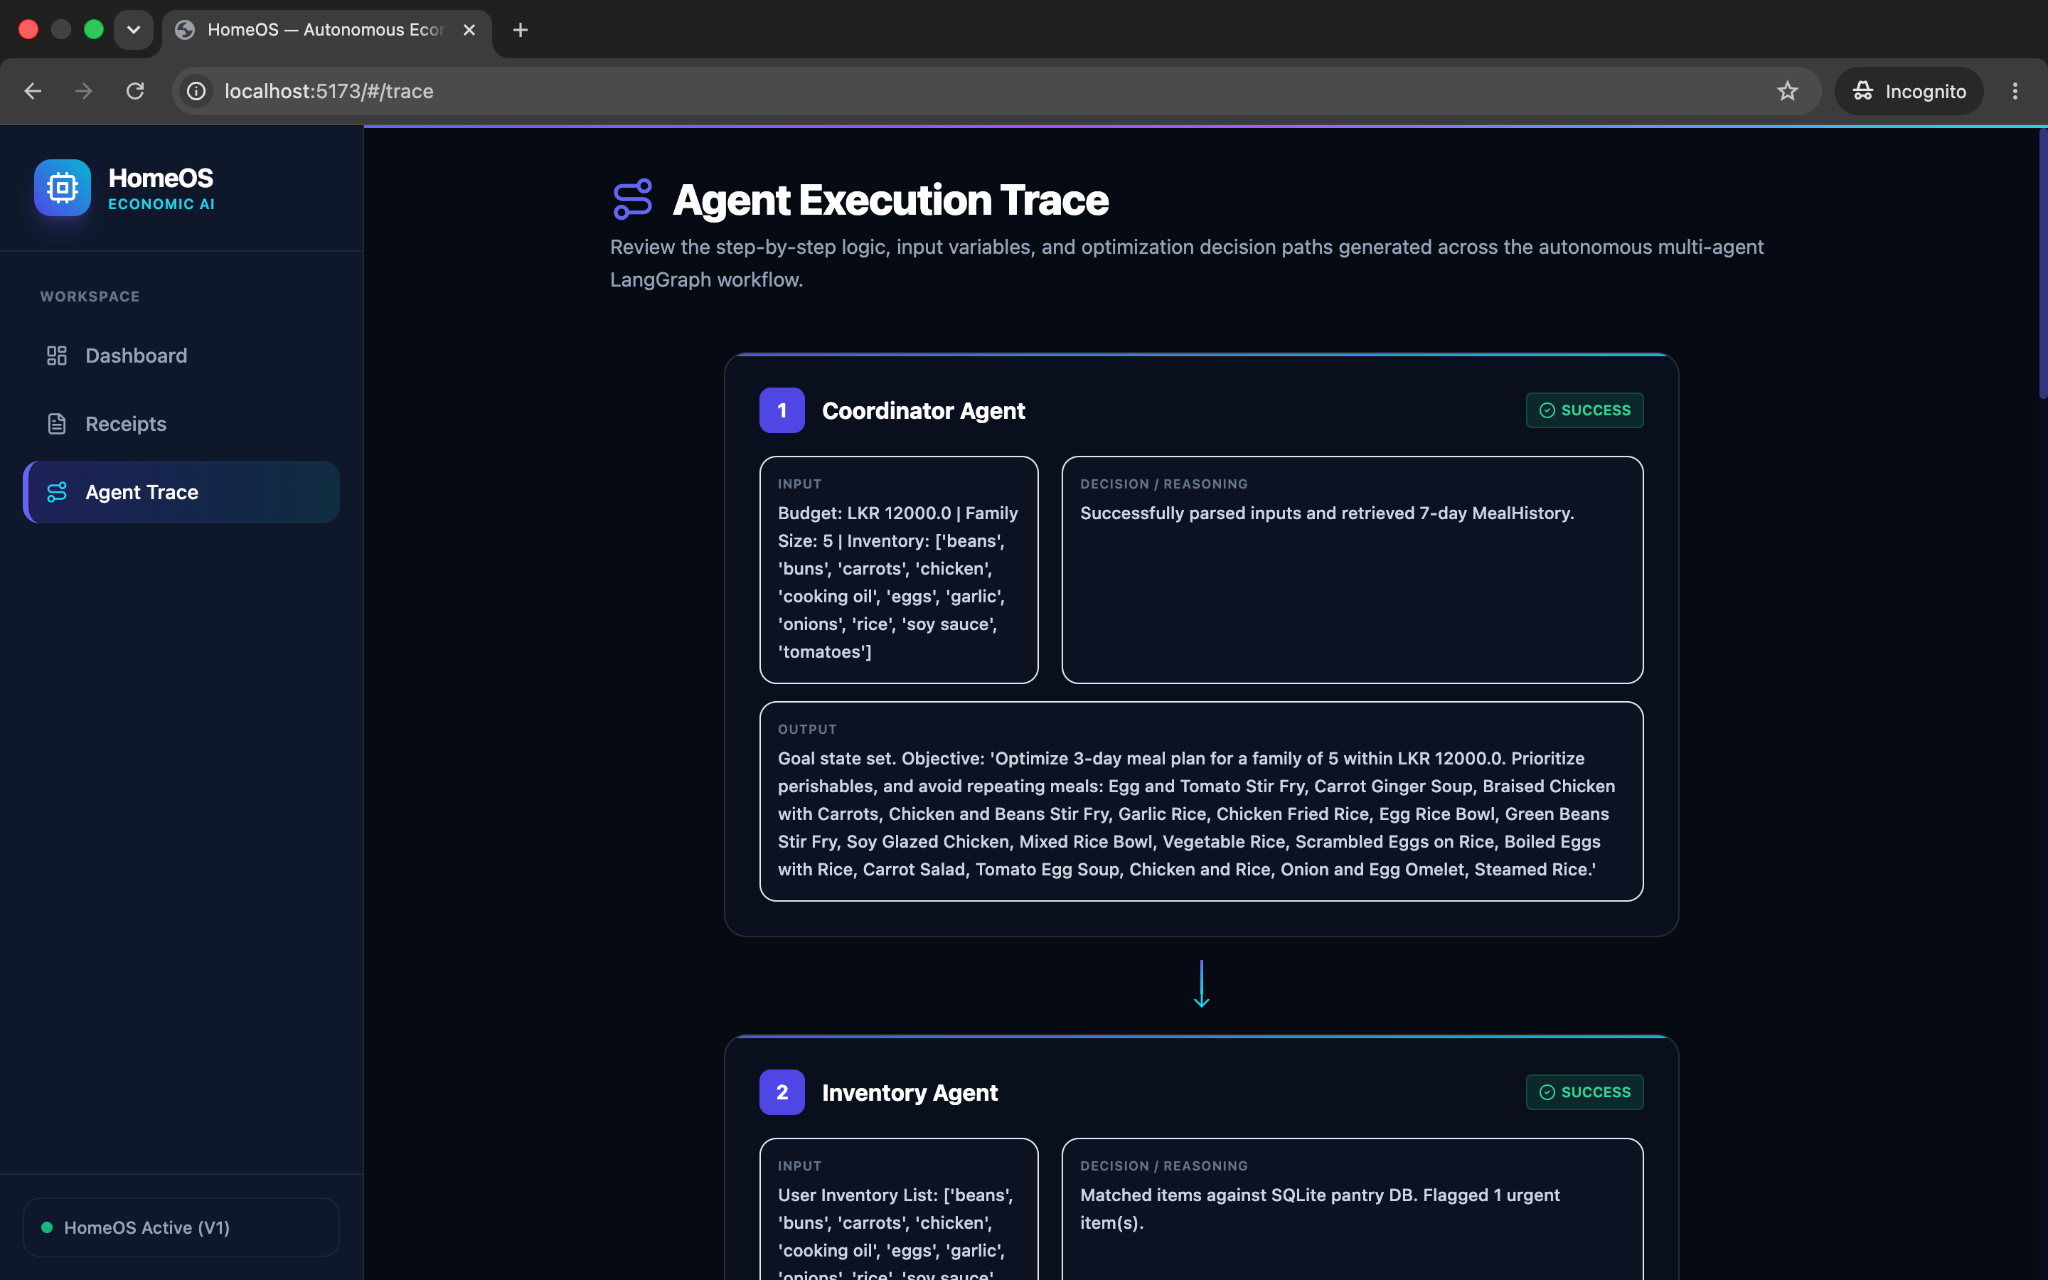 HomeOS — Autonomous Econ
localhost:5173/#/trace
Incognito
HomeOS
ECONOMIC AI
WORKSPACE
Dashboard
Receipts
Agent Trace
HomeOS Active (V1)
Agent Execution Trace
Review the step-by-step logic, input variables, and optimization decision paths generated across the autonomous multi-agent
LangGraph workflow.
1
Coordinator Agent
SUCCESS
INPUT
Budget: LKR 12000.0 | Family
Size: 5 | Inventory: ['beans',
'buns', 'carrots', 'chicken',
'cooking oil', 'eggs', 'garlic',
'onions', 'rice', 'soy sauce',
'tomatoes']
DECISION / REASONING
Successfully parsed inputs and retrieved 7-day MealHistory.
OUTPUT
Goal state set. Objective: 'Optimize 3-day meal plan for a family of 5 within LKR 12000.0. Prioritize
perishables, and avoid repeating meals: Egg and Tomato Stir Fry, Carrot Ginger Soup, Braised Chicken
with Carrots, Chicken and Beans Stir Fry, Garlic Rice, Chicken Fried Rice, Egg Rice Bowl, Green Beans
Stir Fry, Soy Glazed Chicken, Mixed Rice Bowl, Vegetable Rice, Scrambled Eggs on Rice, Boiled Eggs
with Rice, Carrot Salad, Tomato Egg Soup, Chicken and Rice, Onion and Egg Omelet, Steamed Rice.'
2
Inventory Agent
SUCCESS
INPUT
User Inventory List: ['beans',
'buns', 'carrots', 'chicken',
'cooking oil', 'eggs', 'garlic',
'onions', 'rice', 'soy sauce',
DECISION / REASONING
Matched items against SQLite pantry DB. Flagged 1 urgent
item(s).